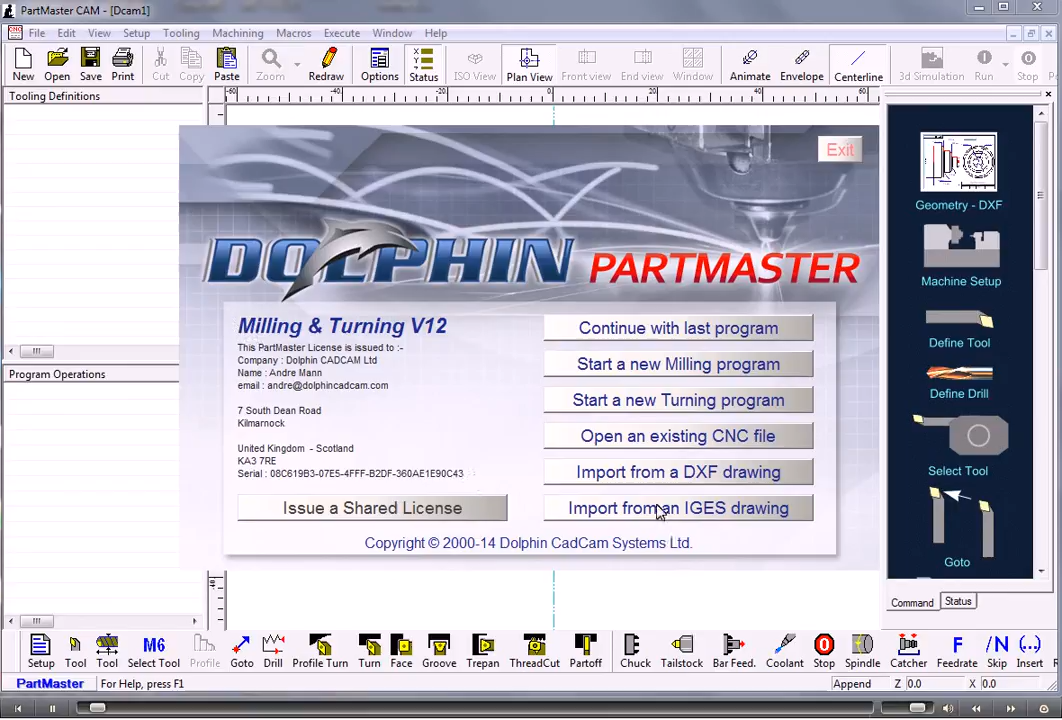 PartMaster CAM - [Dcam1]
File Edit View Setup Tooling Machining Macros Execute Window Help
New Open Save Print Cut Copy Paste Zoom Redraw Options Status ISO View Plan View Front view End view Window Animate Envelope Centerline 3d Simulation Run Stop
Tooling Definitions
-60 -40 -20 0.0 20 40 60
Exit
DOLPHIN PARTMASTER
Milling & Turning V12
This PartMaster License is issued to :-
Company : Dolphin CADCAM Ltd
Name : Andre Mann
email : andre@dolphincadcam.com
7 South Dean Road
Kilmarnock
United Kingdom - Scotland
KA3 7RE
Serial : 08C619B3-07E5-4FFF-B2DF-360AE1E90C43
Issue a Shared License
Continue with last program
Start a new Milling program
Start a new Turning program
Open an existing CNC file
Import from a DXF drawing
Import from an IGES drawing
Copyright © 2000-14 Dolphin CadCam Systems Ltd.
Program Operations
Geometry - DXF
Machine Setup
Define Tool
Define Drill
Select Tool
Goto
Command Status
M6 F /N (..)
Setup Tool Tool Select Tool Profile Goto Drill Profile Turn Turn Face Groove Trepan ThreadCut Partoff Chuck Tailstock Bar Feed. Coolant Stop Spindle Catcher Feedrate Skip Insert
PartMaster For Help, press F1 Append Z 0.0 X 0.0